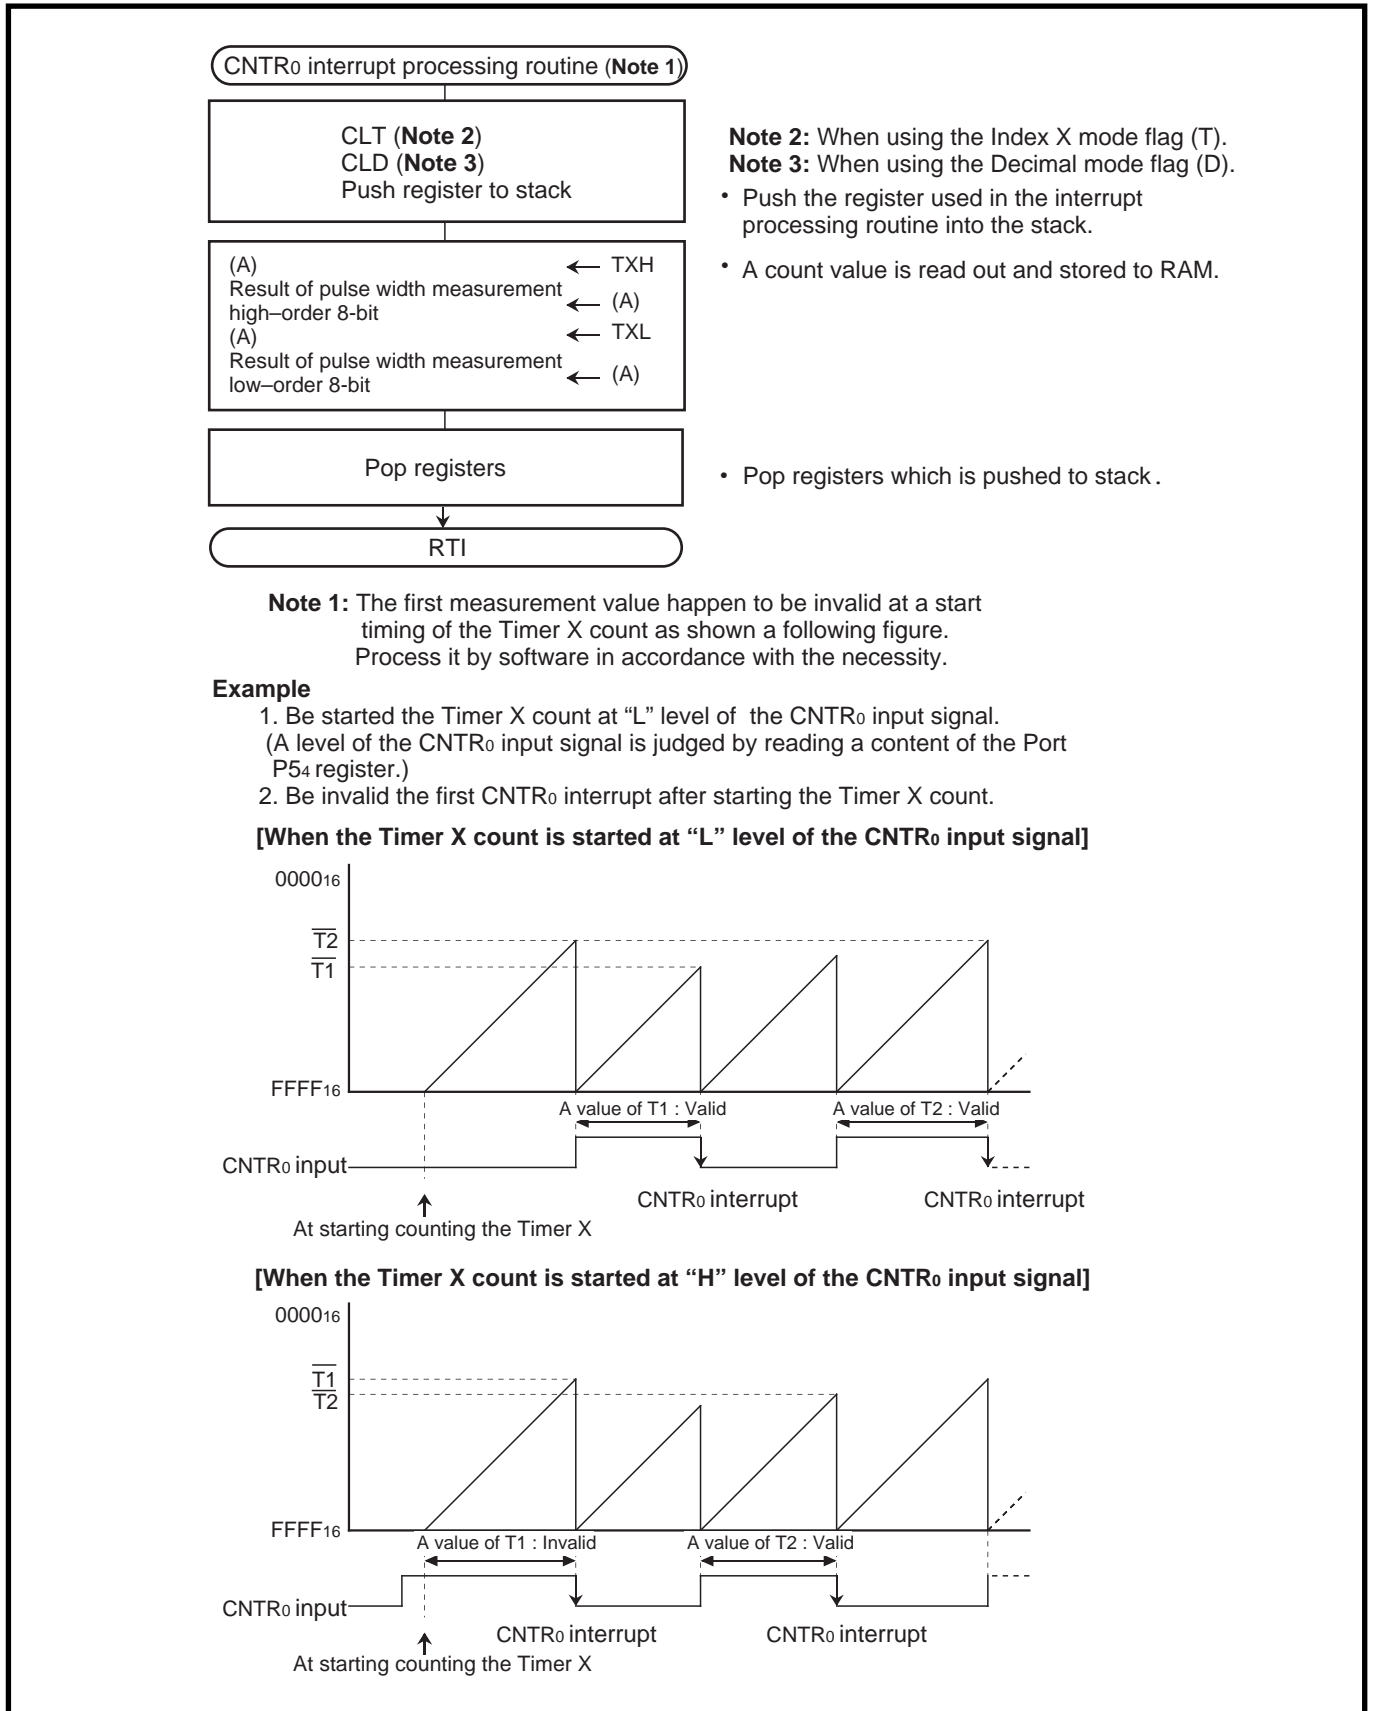 CNTR0 interrupt processing routine (Note 1)
CLT (Note 2)
CLD (Note 3)
Push register to stack
Note 2: When using the Index X mode flag (T).
Note 3: When using the Decimal mode flag (D).
• Push the register used in the interrupt
processing routine into the stack.
(A) ← TXH
Result of pulse width measurement
high–order 8-bit ← (A)
(A) ← TXL
Result of pulse width measurement
low–order 8-bit ← (A)
• A count value is read out and stored to RAM.
Pop registers
• Pop registers which is pushed to stack.
RTI
Note 1: The first measurement value happen to be invalid at a start
timing of the Timer X count as shown a following figure.
Process it by software in accordance with the necessity.
Example
1. Be started the Timer X count at “L” level of the CNTR0 input signal.
(A level of the CNTR0 input signal is judged by reading a content of the Port
P54 register.)
2. Be invalid the first CNTR0 interrupt after starting the Timer X count.
[When the Timer X count is started at “L” level of the CNTR0 input signal]
000016
T2
T1
FFFF16
A value of T1 : Valid A value of T2 : Valid
CNTR0 input
CNTR0 interrupt CNTR0 interrupt
At starting counting the Timer X
[When the Timer X count is started at “H” level of the CNTR0 input signal]
000016
T1
T2
FFFF16
A value of T1 : Invalid A value of T2 : Valid
CNTR0 input
CNTR0 interrupt CNTR0 interrupt
At starting counting the Timer X